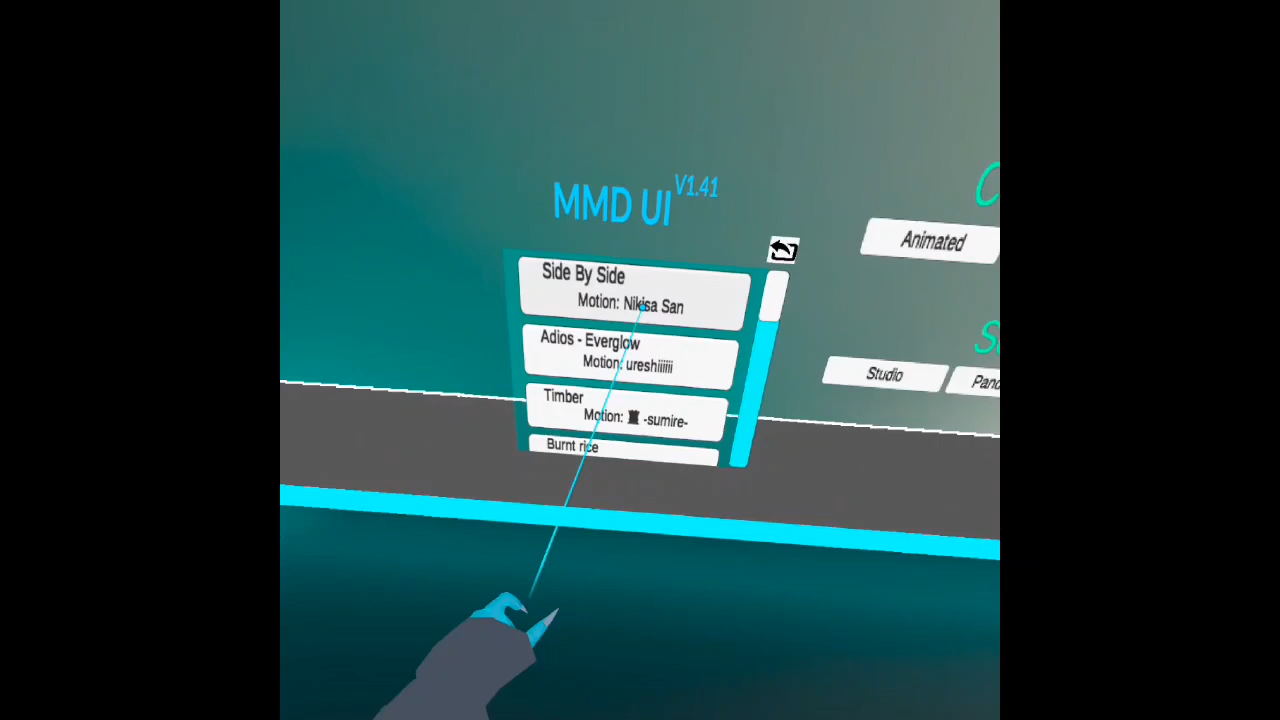 MMD UI V1.41
Side By Side
Motion: Nikisa San
Adios - Everglow
Motion: ureshiiiiii
Timber
Motion: -sumire-
Burnt rice
Animated
Studio